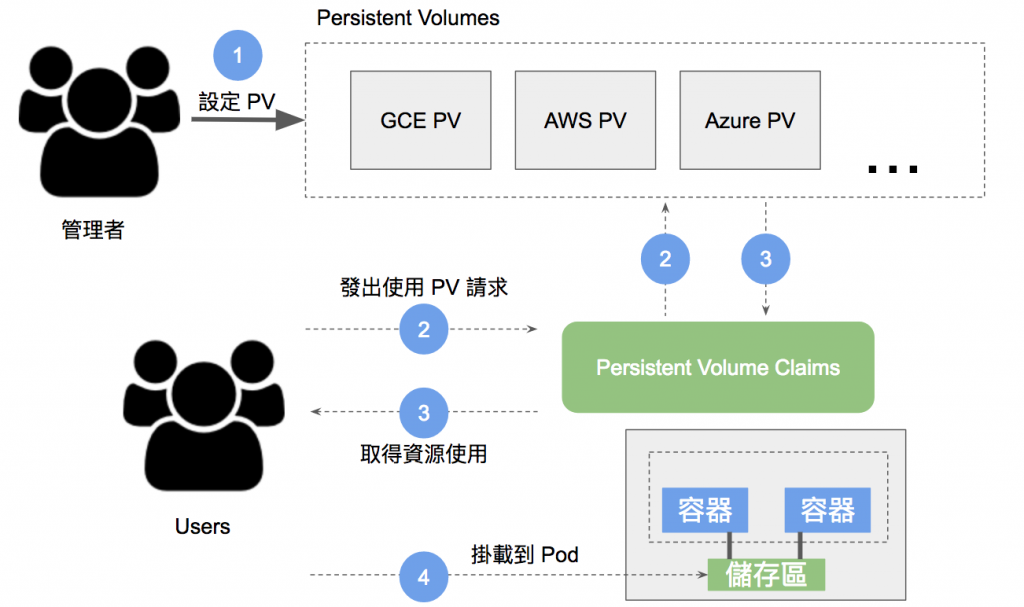 Persistent Volumes
1
設定 PV
GCE PV
AWS PV
Azure PV
...
管理者
2
3
發出使用 PV 請求
2
Persistent Volume Claims
3
取得資源使用
Users
容器
容器
掛載到 Pod
4
儲存區